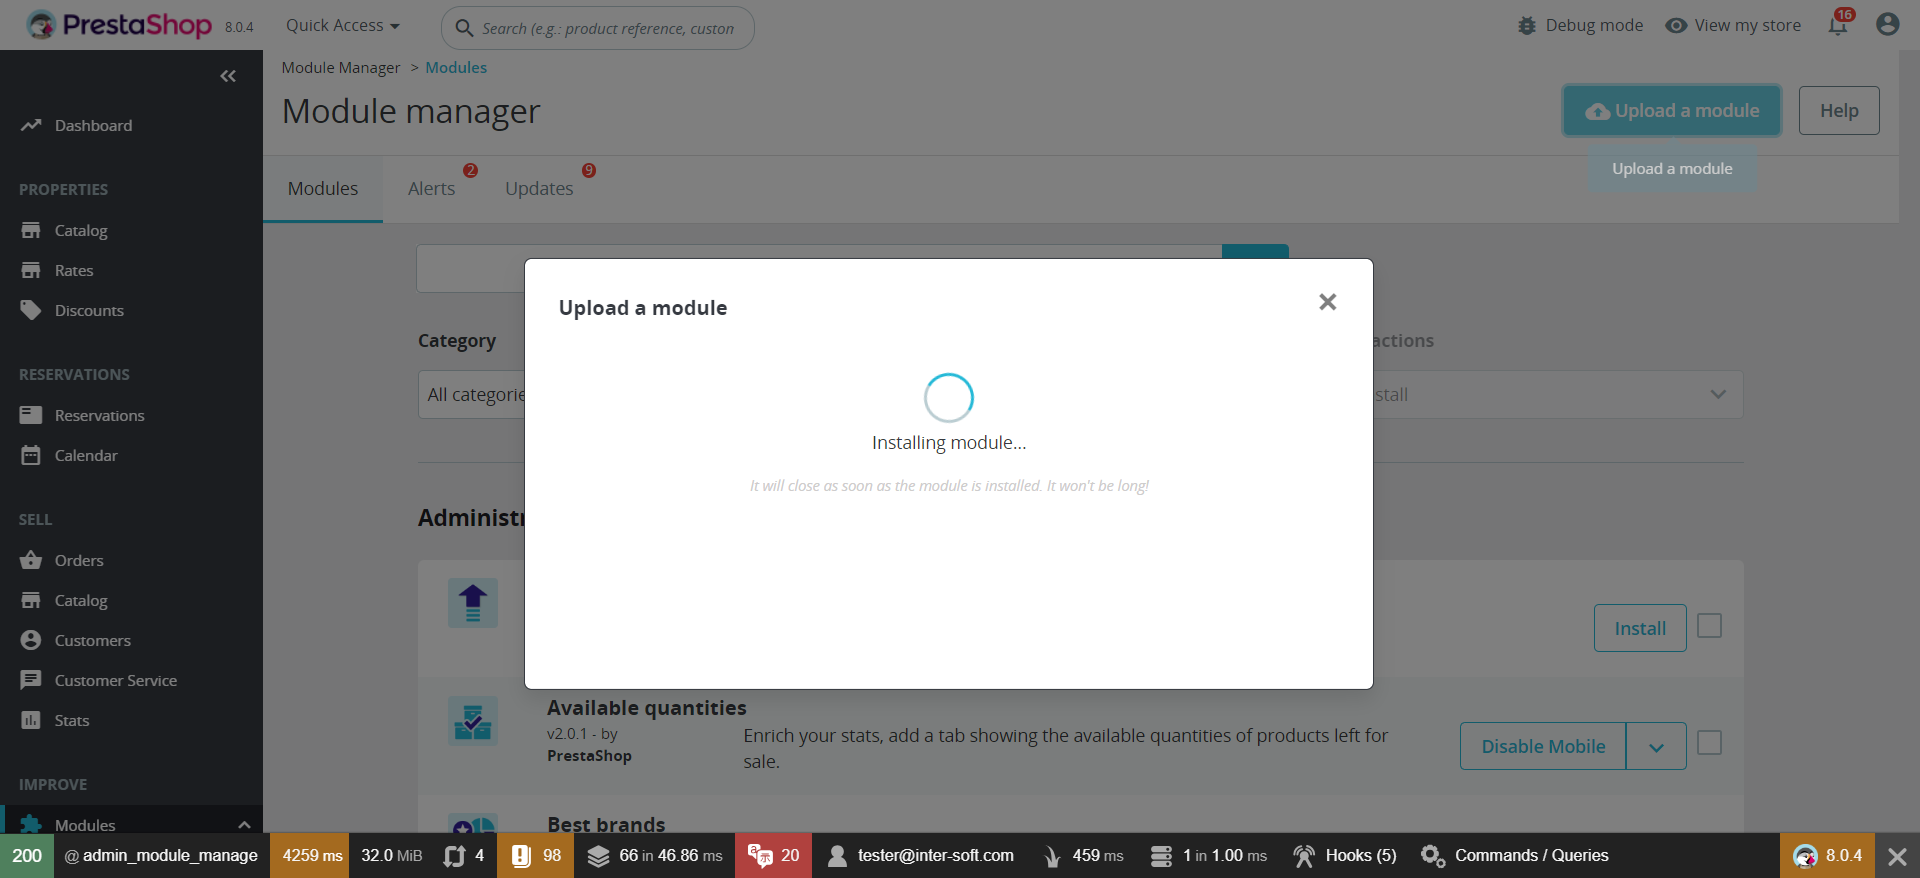 PrestaShop 8.0.4 Quick Access Search (e.g.: product reference, custon Debug mode View my store 16
Module Manager > Modules
Module manager
Upload a module Help
Upload a module
Modules Alerts 2 Updates 9
Dashboard
PROPERTIES
Catalog
Rates
Discounts
RESERVATIONS
Reservations
Calendar
SELL
Orders
Catalog
Customers
Customer Service
Stats
IMPROVE
Modules
Category
actions
All categorie
stall
Upload a module
Installing module...
It will close as soon as the module is installed. It won't be long!
Administr
Install
Available quantities
v2.0.1 - by
PrestaShop
Enrich your stats, add a tab showing the available quantities of products left for
sale.
Disable Mobile
Best brands
200 @ admin_module_manage 4259 ms 32.0 MiB 4 98 66 in 46.86 ms 20 tester@inter-soft.com 459 ms 1 in 1.00 ms Hooks (5) Commands / Queries 8.0.4